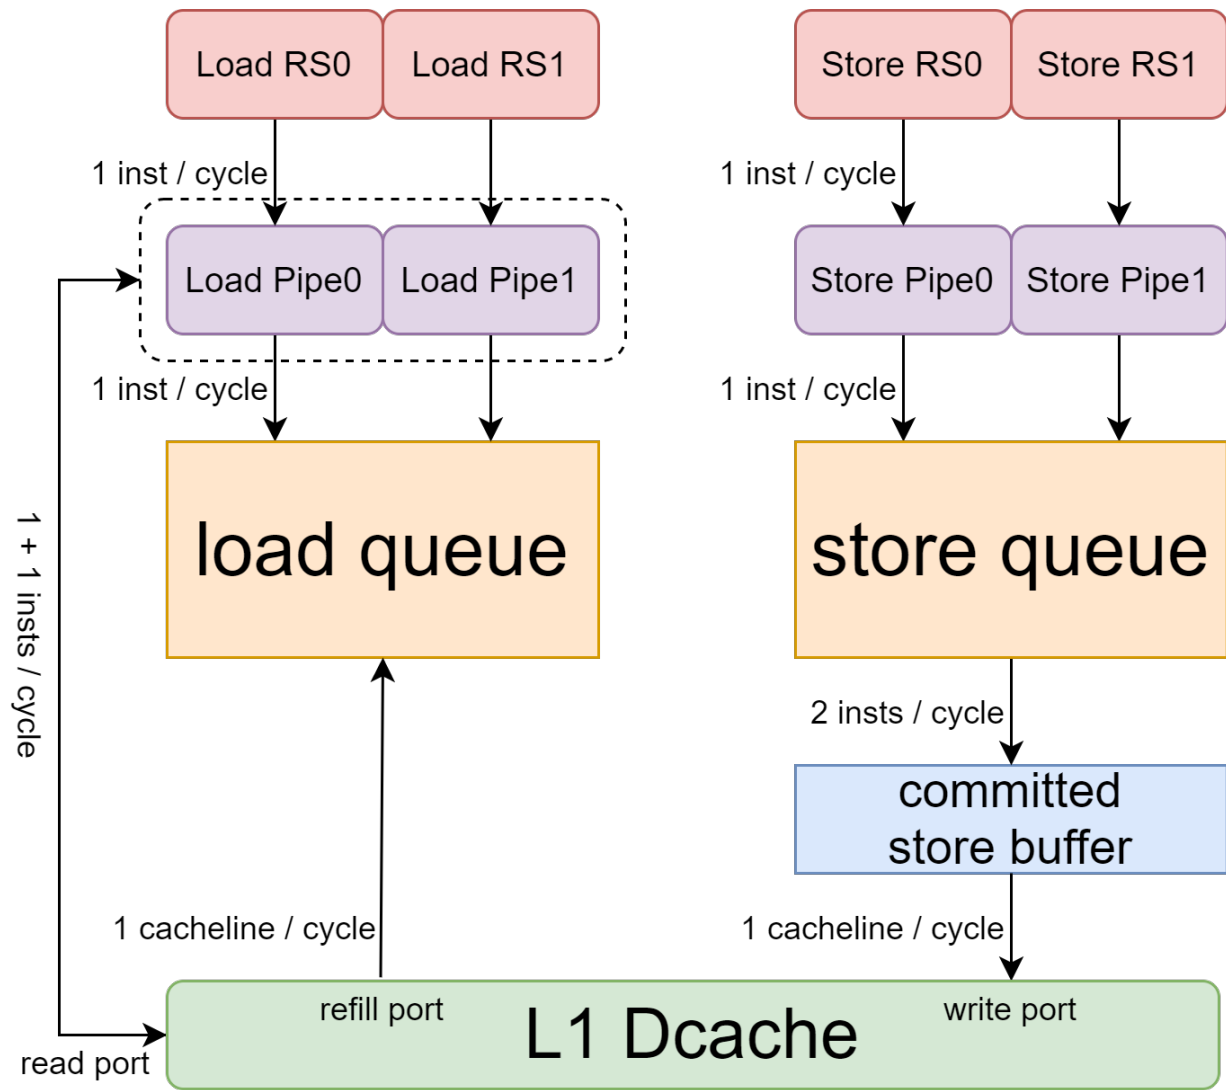 Load RS0
Load RS1
Store RS0
Store RS1
1 inst / cycle
1 inst / cycle
Load Pipe0
Load Pipe1
Store Pipe0
Store Pipe1
1 inst / cycle
1 inst / cycle
load queue
store queue
1 + 1 insts / cycle
2 insts / cycle
committed
store buffer
1 cacheline / cycle
1 cacheline / cycle
refill port
write port
L1 Dcache
read port